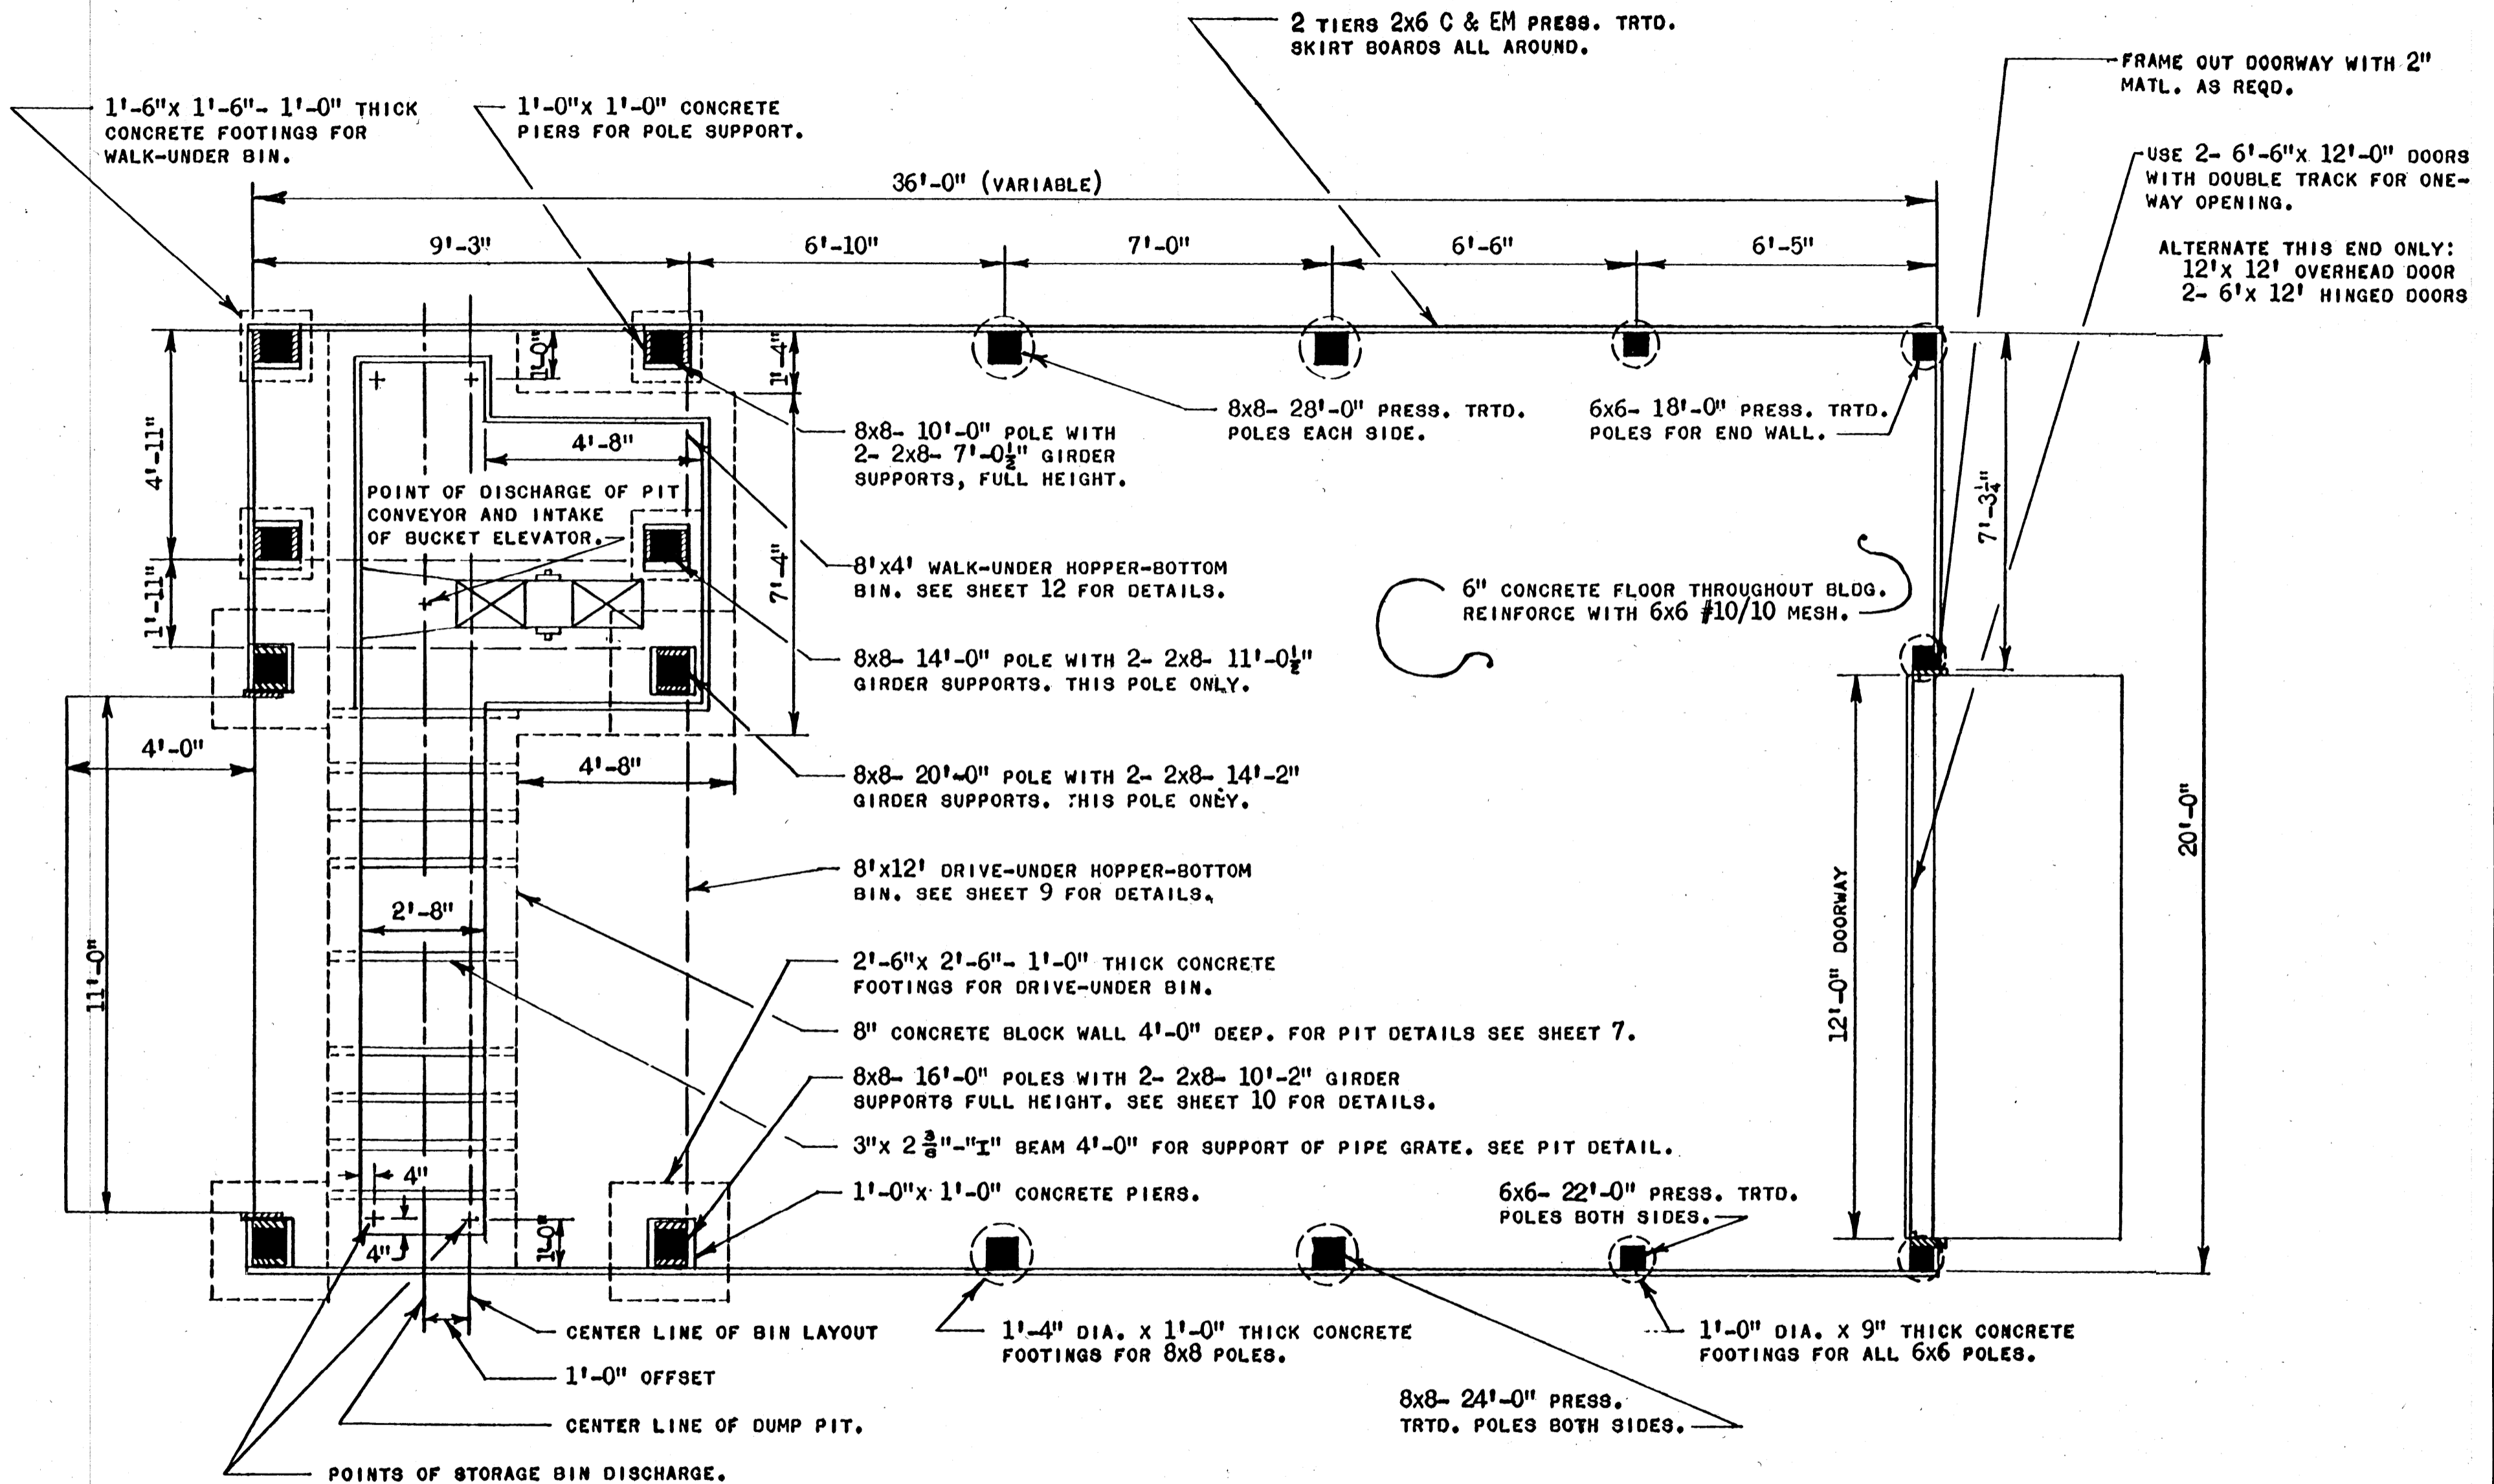 2 TIERS 2x6 C & EM PRESS. TRTD.
SKIRT BOARDS ALL AROUND.
FRAME OUT DOORWAY WITH 2"
MATL. AS REQD.
1'-6"X 1'-6"- 1'-0" THICK
CONCRETE FOOTINGS FOR
WALK-UNDER BIN.
1'-0"X 1'-0" CONCRETE
PIERS FOR POLE SUPPORT.
USE 2- 6'-6"X 12'-0" DOORS
WITH DOUBLE TRACK FOR ONE-
WAY OPENING.
36'-0" (VARIABLE)
9'-3"
6'-10"
7'-0"
6'-6"
6'-5"
ALTERNATE THIS END ONLY:
12'X 12' OVERHEAD DOOR
2- 6'X 12' HINGED DOORS
1'-0"
1'-4"
8x8- 28'-0" PRESS. TRTD.
POLES EACH SIDE.
6x6- 18'-0" PRESS. TRTD.
POLES FOR END WALL.
8x8- 10'-0" POLE WITH
2- 2x8- 7'-0½" GIRDER
SUPPORTS, FULL HEIGHT.
4'-8"
4'-11"
POINT OF DISCHARGE OF PIT
CONVEYOR AND INTAKE
OF BUCKET ELEVATOR.
7'-3¼"
7'-4"
8'X4' WALK-UNDER HOPPER-BOTTOM
BIN. SEE SHEET 12 FOR DETAILS.
6" CONCRETE FLOOR THROUGHOUT BLDG.
REINFORCE WITH 6x6 #10/10 MESH.
1'-11"
8x8- 14'-0" POLE WITH 2- 2x8- 11'-0½"
GIRDER SUPPORTS. THIS POLE ONLY.
4'-0"
4'-8"
8x8- 20'-0" POLE WITH 2- 2x8- 14'-2"
GIRDER SUPPORTS. THIS POLE ONLY.
20'-0"
8'X12' DRIVE-UNDER HOPPER-BOTTOM
BIN. SEE SHEET 9 FOR DETAILS.
2'-8"
12'-0" DOORWAY
11'-0"
2'-6"X 2'-6"- 1'-0" THICK CONCRETE
FOOTINGS FOR DRIVE-UNDER BIN.
8" CONCRETE BLOCK WALL 4'-0" DEEP. FOR PIT DETAILS SEE SHEET 7.
8x8- 16'-0" POLES WITH 2- 2x8- 10'-2" GIRDER
SUPPORTS FULL HEIGHT. SEE SHEET 10 FOR DETAILS.
3"X 2⅜"-"I" BEAM 4'-0" FOR SUPPORT OF PIPE GRATE. SEE PIT DETAIL.
4"
1'-0"X 1'-0" CONCRETE PIERS.
6x6- 22'-0" PRESS. TRTD.
POLES BOTH SIDES.
4"
1'-0"
CENTER LINE OF BIN LAYOUT
1'-4" DIA. X 1'-0" THICK CONCRETE
FOOTINGS FOR 8x8 POLES.
1'-0" DIA. X 9" THICK CONCRETE
FOOTINGS FOR ALL 6x6 POLES.
1'-0" OFFSET
8x8- 24'-0" PRESS.
TRTD. POLES BOTH SIDES.
CENTER LINE OF DUMP PIT.
POINTS OF STORAGE BIN DISCHARGE.